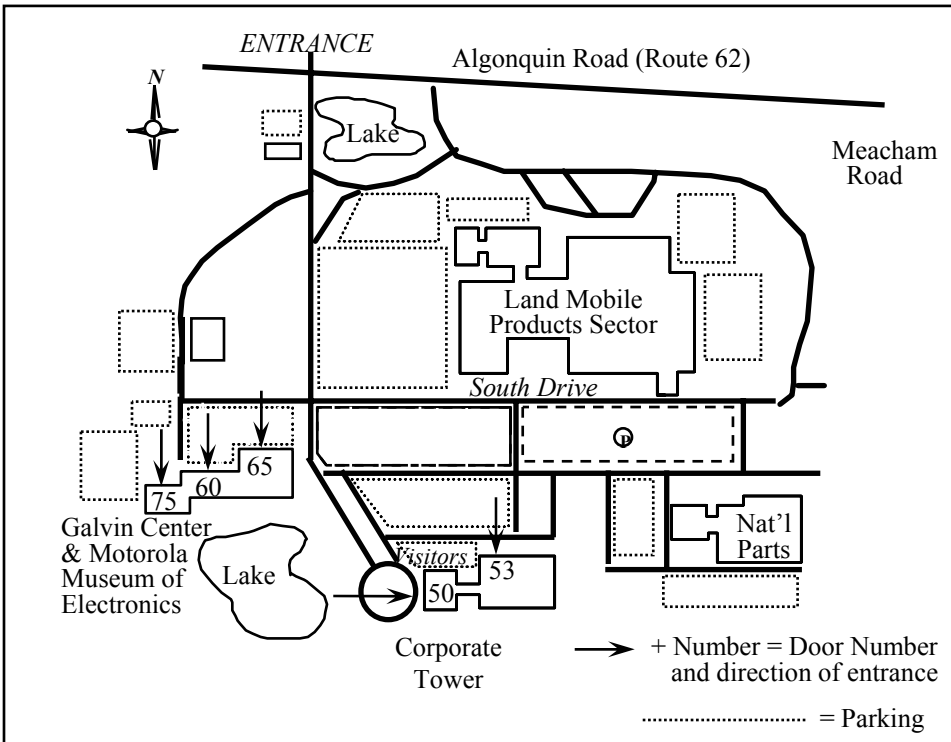 ENTRANCE
Algonquin Road (Route 62)
N
Lake
Meacham
Road
Land Mobile
Products Sector
South Drive
P
65
60
75
Galvin Center
& Motorola
Museum of
Electronics
Lake
Visitors
53
50
Nat’l
Parts
Corporate
Tower
+ Number = Door Number
and direction of entrance
= Parking